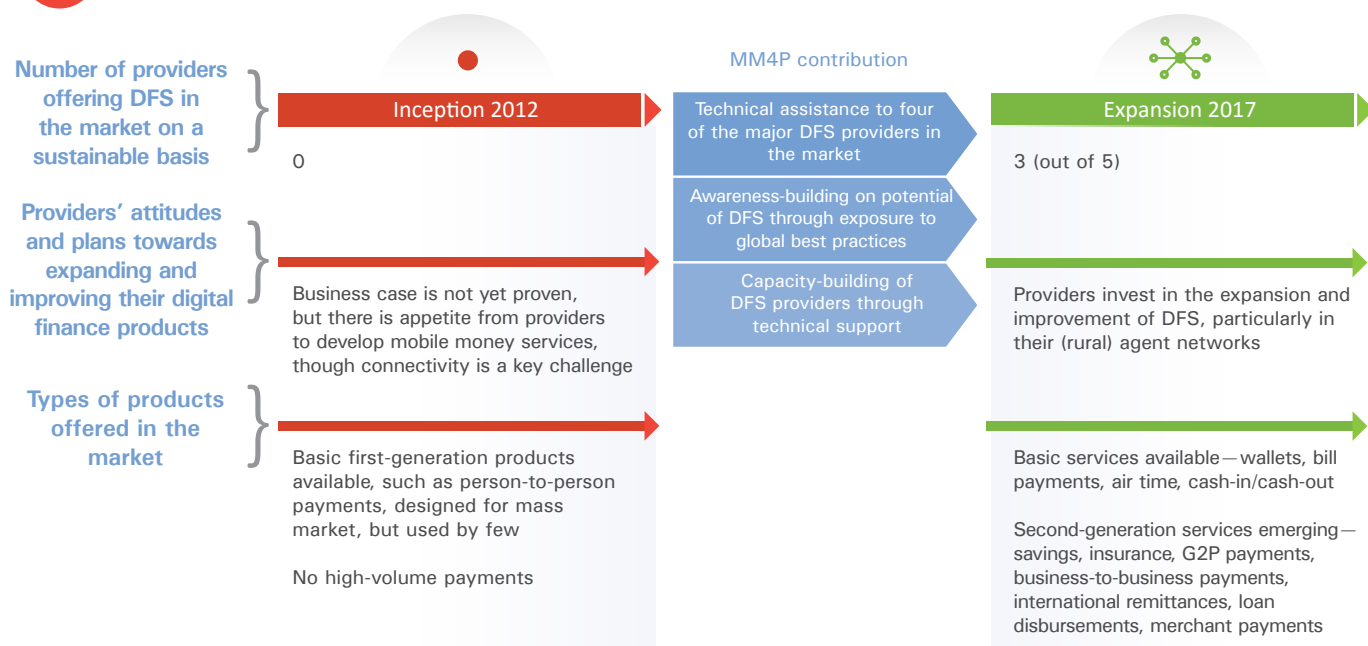 Number of providers
offering DFS in
the market on a
sustainable basis
Inception 2012
0
MM4P contribution
Technical assistance to four
of the major DFS providers in
the market
Expansion 2017
3 (out of 5)
Providers’ attitudes
and plans towards
expanding and
improving their digital
finance products
Business case is not yet proven,
but there is appetite from providers
to develop mobile money services,
though connectivity is a key challenge
Awareness-building on potential
of DFS through exposure to
global best practices
Capacity-building of
DFS providers through
technical support
Providers invest in the expansion and
improvement of DFS, particularly in
their (rural) agent networks
Types of products
offered in the
market
Basic first-generation products
available, such as person-to-person
payments, designed for mass
market, but used by few
No high-volume payments
Basic services available—wallets, bill
payments, air time, cash-in/cash-out
Second-generation services emerging—
savings, insurance, G2P payments,
business-to-business payments,
international remittances, loan
disbursements, merchant payments